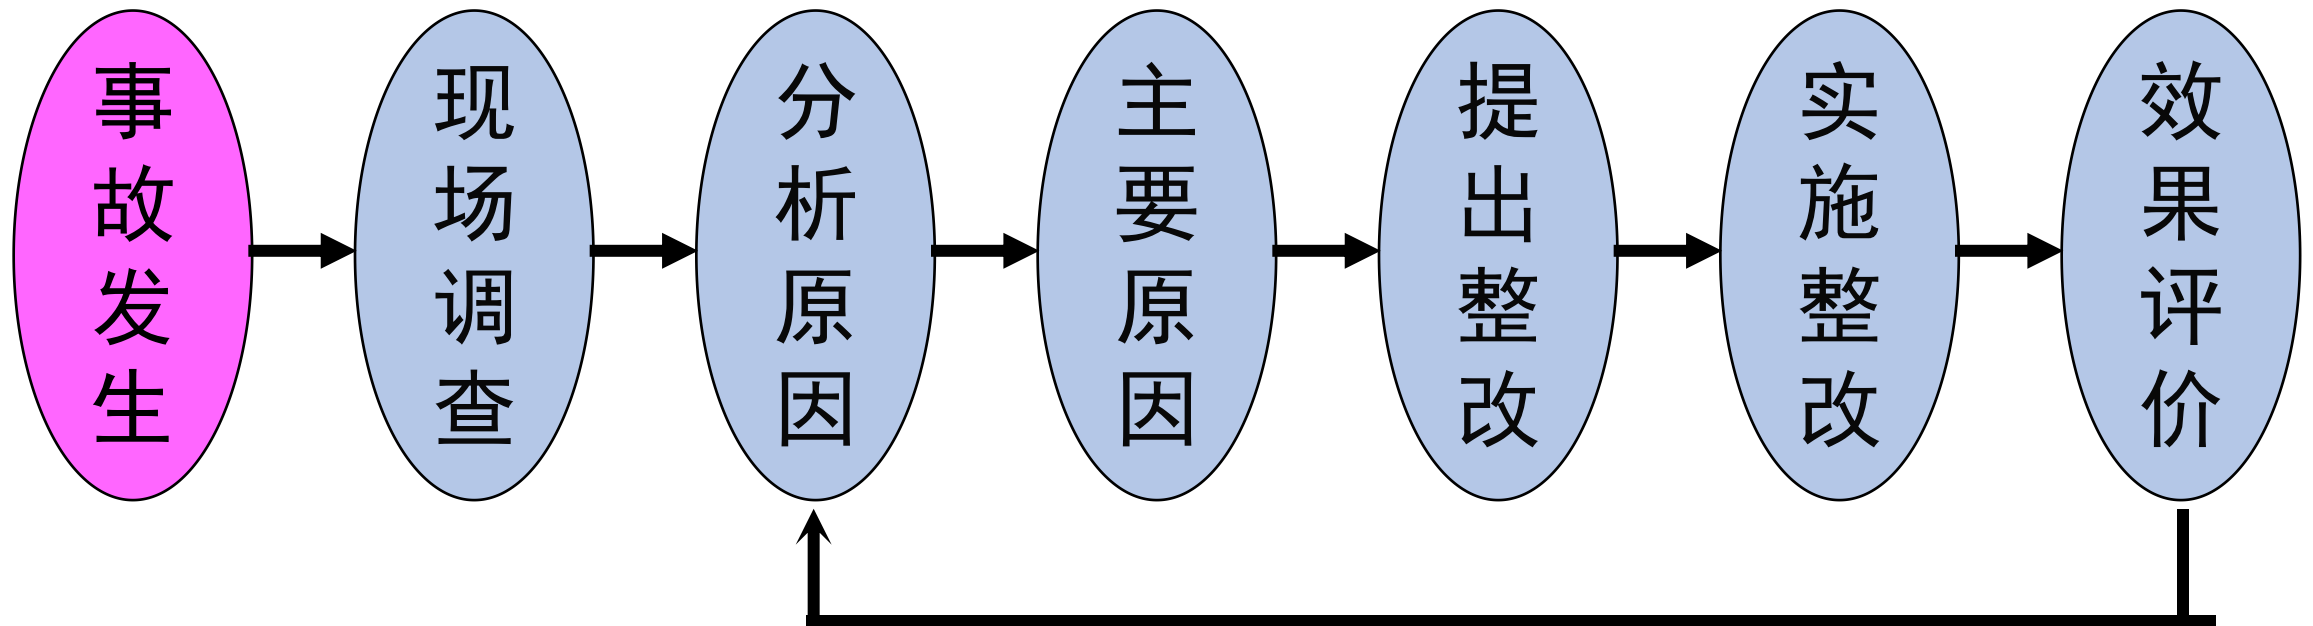 事故发生
现场调查
分析原因
主要原因
提出整改
实施整改
效果评价